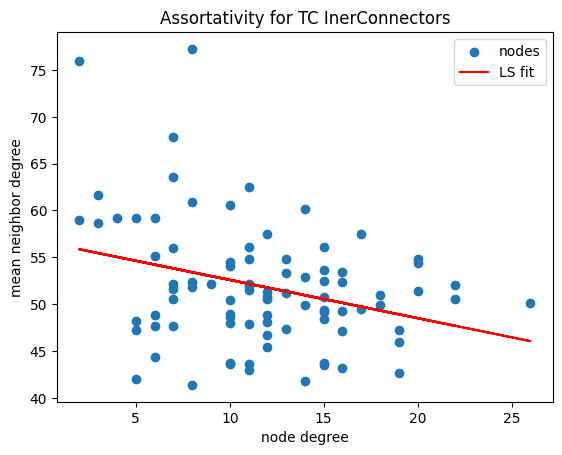 Assortativity for TC InerConnectors
nodes
LS fit
mean neighbor degree
75
70
65
60
55
50
45
40
5
10
15
20
25
node degree